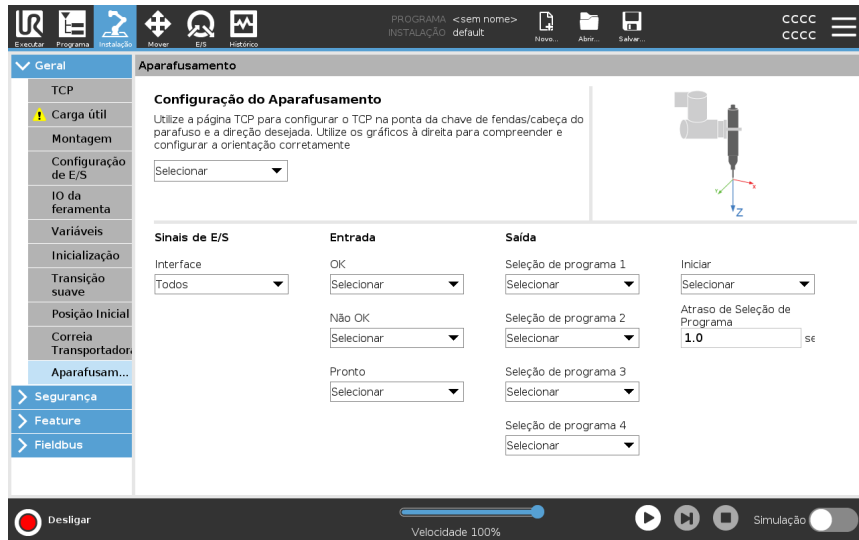 PROGRAMA <sem nome>
INSTALAÇÃO default
cccc
cccc
Executar
Programa
Instalação
Mover
E/S
Histórico
Novo...
Abrir...
Salvar...
Geral
TCP
Carga útil
Montagem
Configuração
de E/S
IO da
feramenta
Variáveis
Inicialização
Transição
suave
Posição Inicial
Correia
Transportadora
Aparafusam...
Segurança
Feature
Fieldbus
Aparafusamento
Configuração do Aparafusamento
Utilize a página TCP para configurar o TCP na ponta da chave de fendas/cabeça do
parafuso e a direção desejada. Utilize os gráficos à direita para compreender e
configurar a orientação corretamente
Selecionar
Y
X
Z
Sinais de E/S
Interface
Todos
Entrada
OK
Selecionar
Não OK
Selecionar
Pronto
Selecionar
Saída
Seleção de programa 1
Selecionar
Seleção de programa 2
Selecionar
Seleção de programa 3
Selecionar
Seleção de programa 4
Selecionar
Iniciar
Selecionar
Atraso de Seleção de
Programa
1.0 se
Desligar
Velocidade 100%
Simulação